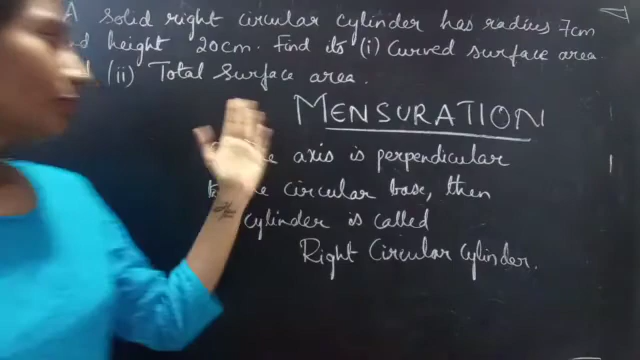 A solid right circular cylinder has radius 7cm
height 20cm. Find its (i) Curved surface area
(ii) Total Surface area.
MENSURATION
axis is perpendicular
circular base, then
cylinder is called
Right Circular Cylinder.